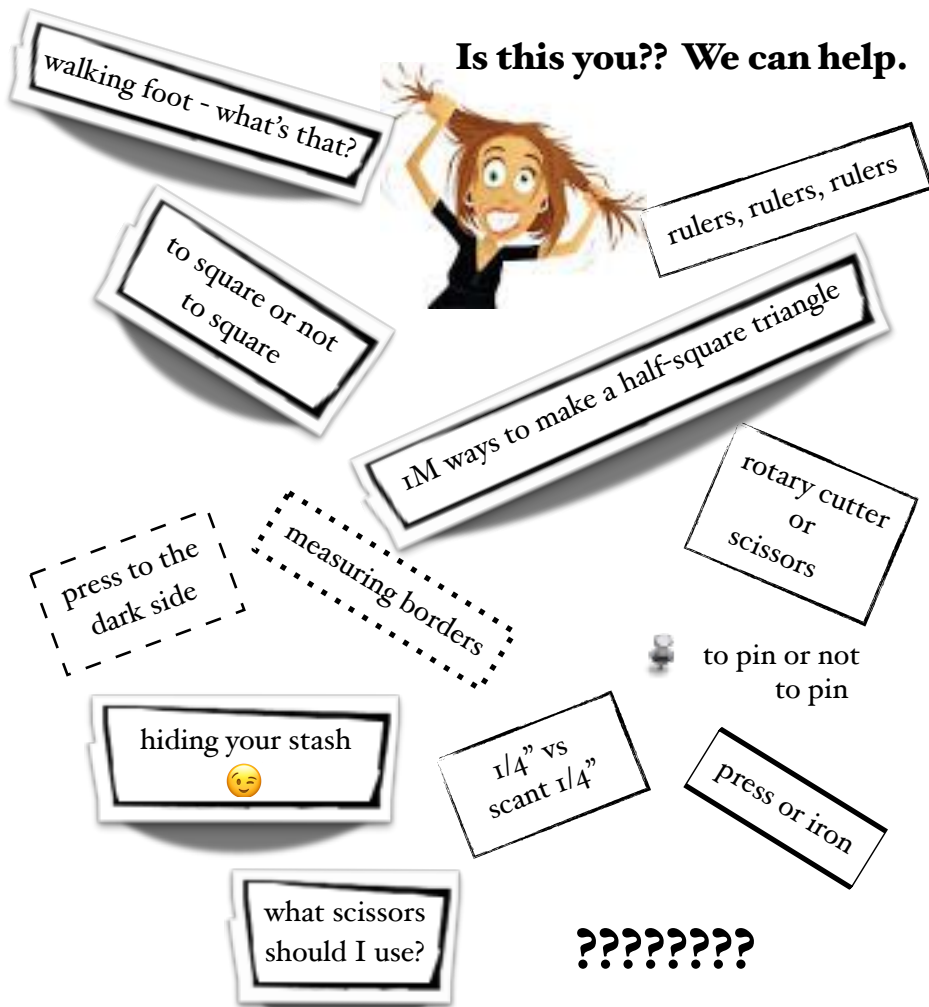 Is this you??  We can help.
walking foot - what's that?
rulers, rulers, rulers
to square or not
to square
1M ways to make a half-square triangle
rotary cutter
or
scissors
press to the
dark side
measuring borders
to pin or not
to pin
hiding your stash
😉
1/4” vs
scant 1/4”
press or iron
what scissors
should I use?
????????